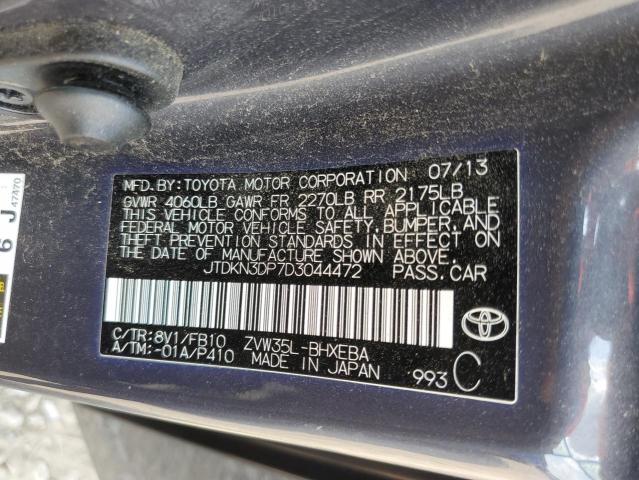 MFD.BY: TOYOTA MOTOR CORPORATION 07/13
GVWR 4060LB GAWR FR 2270LB RR 2175LB
THIS VEHICLE CONFORMS TO ALL APPLICABLE
FEDERAL MOTOR VEHICLE SAFETY, BUMPER, AND
THEFT PREVENTION STANDARDS IN EFFECT ON
THE DATE OF MANUFACTURE SHOWN ABOVE.
JTDKN3DP7D3044472 PASS.CAR
C/TR:8V1/FB10 ZVW35L-BHXEBA
A/TM:-01A/P410 MADE IN JAPAN
993 C
6 J
47470